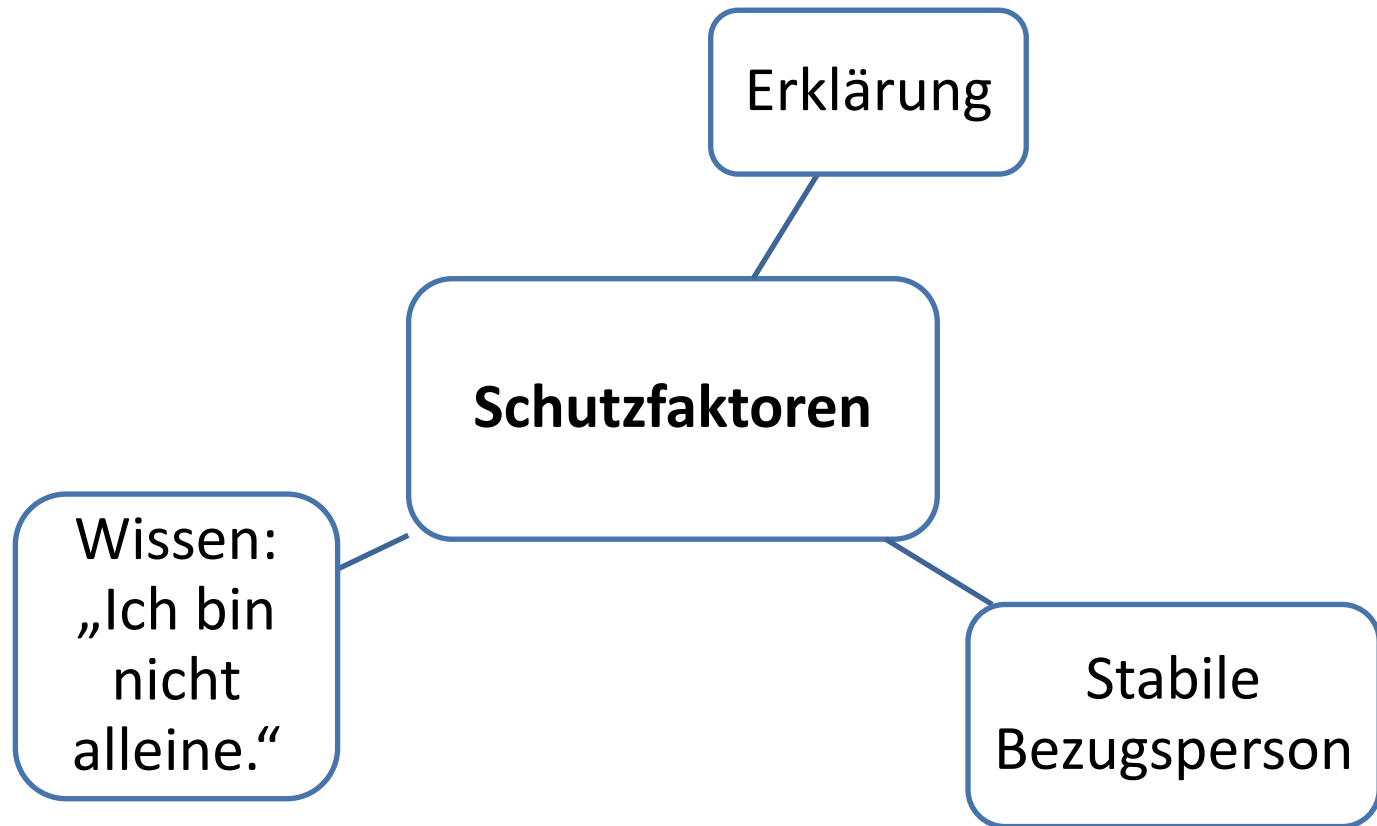 Erklärung
Schutzfaktoren
Wissen:
„Ich bin
nicht
alleine.“
Stabile
Bezugsperson